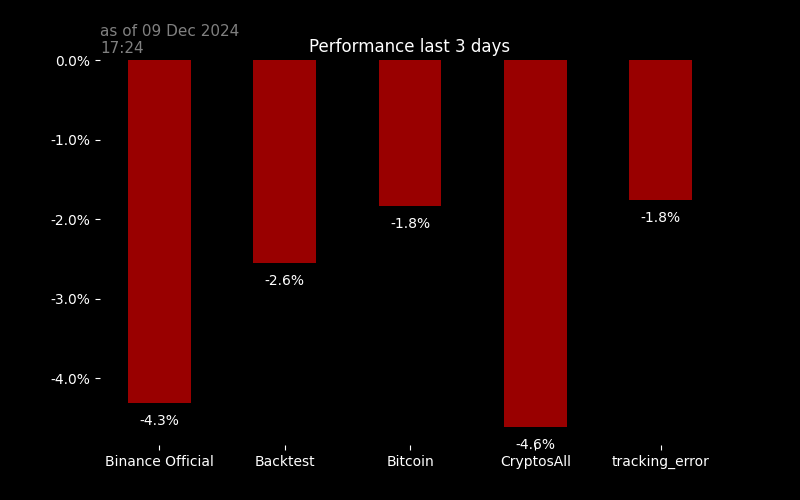 as of 09 Dec 2024
17:24
Performance last 3 days
0.0%
-1.0%
-2.0%
-3.0%
-4.0%
-4.3%
-2.6%
-1.8%
-4.6%
-1.8%
Binance Official
Backtest
Bitcoin
CryptosAll
tracking_error